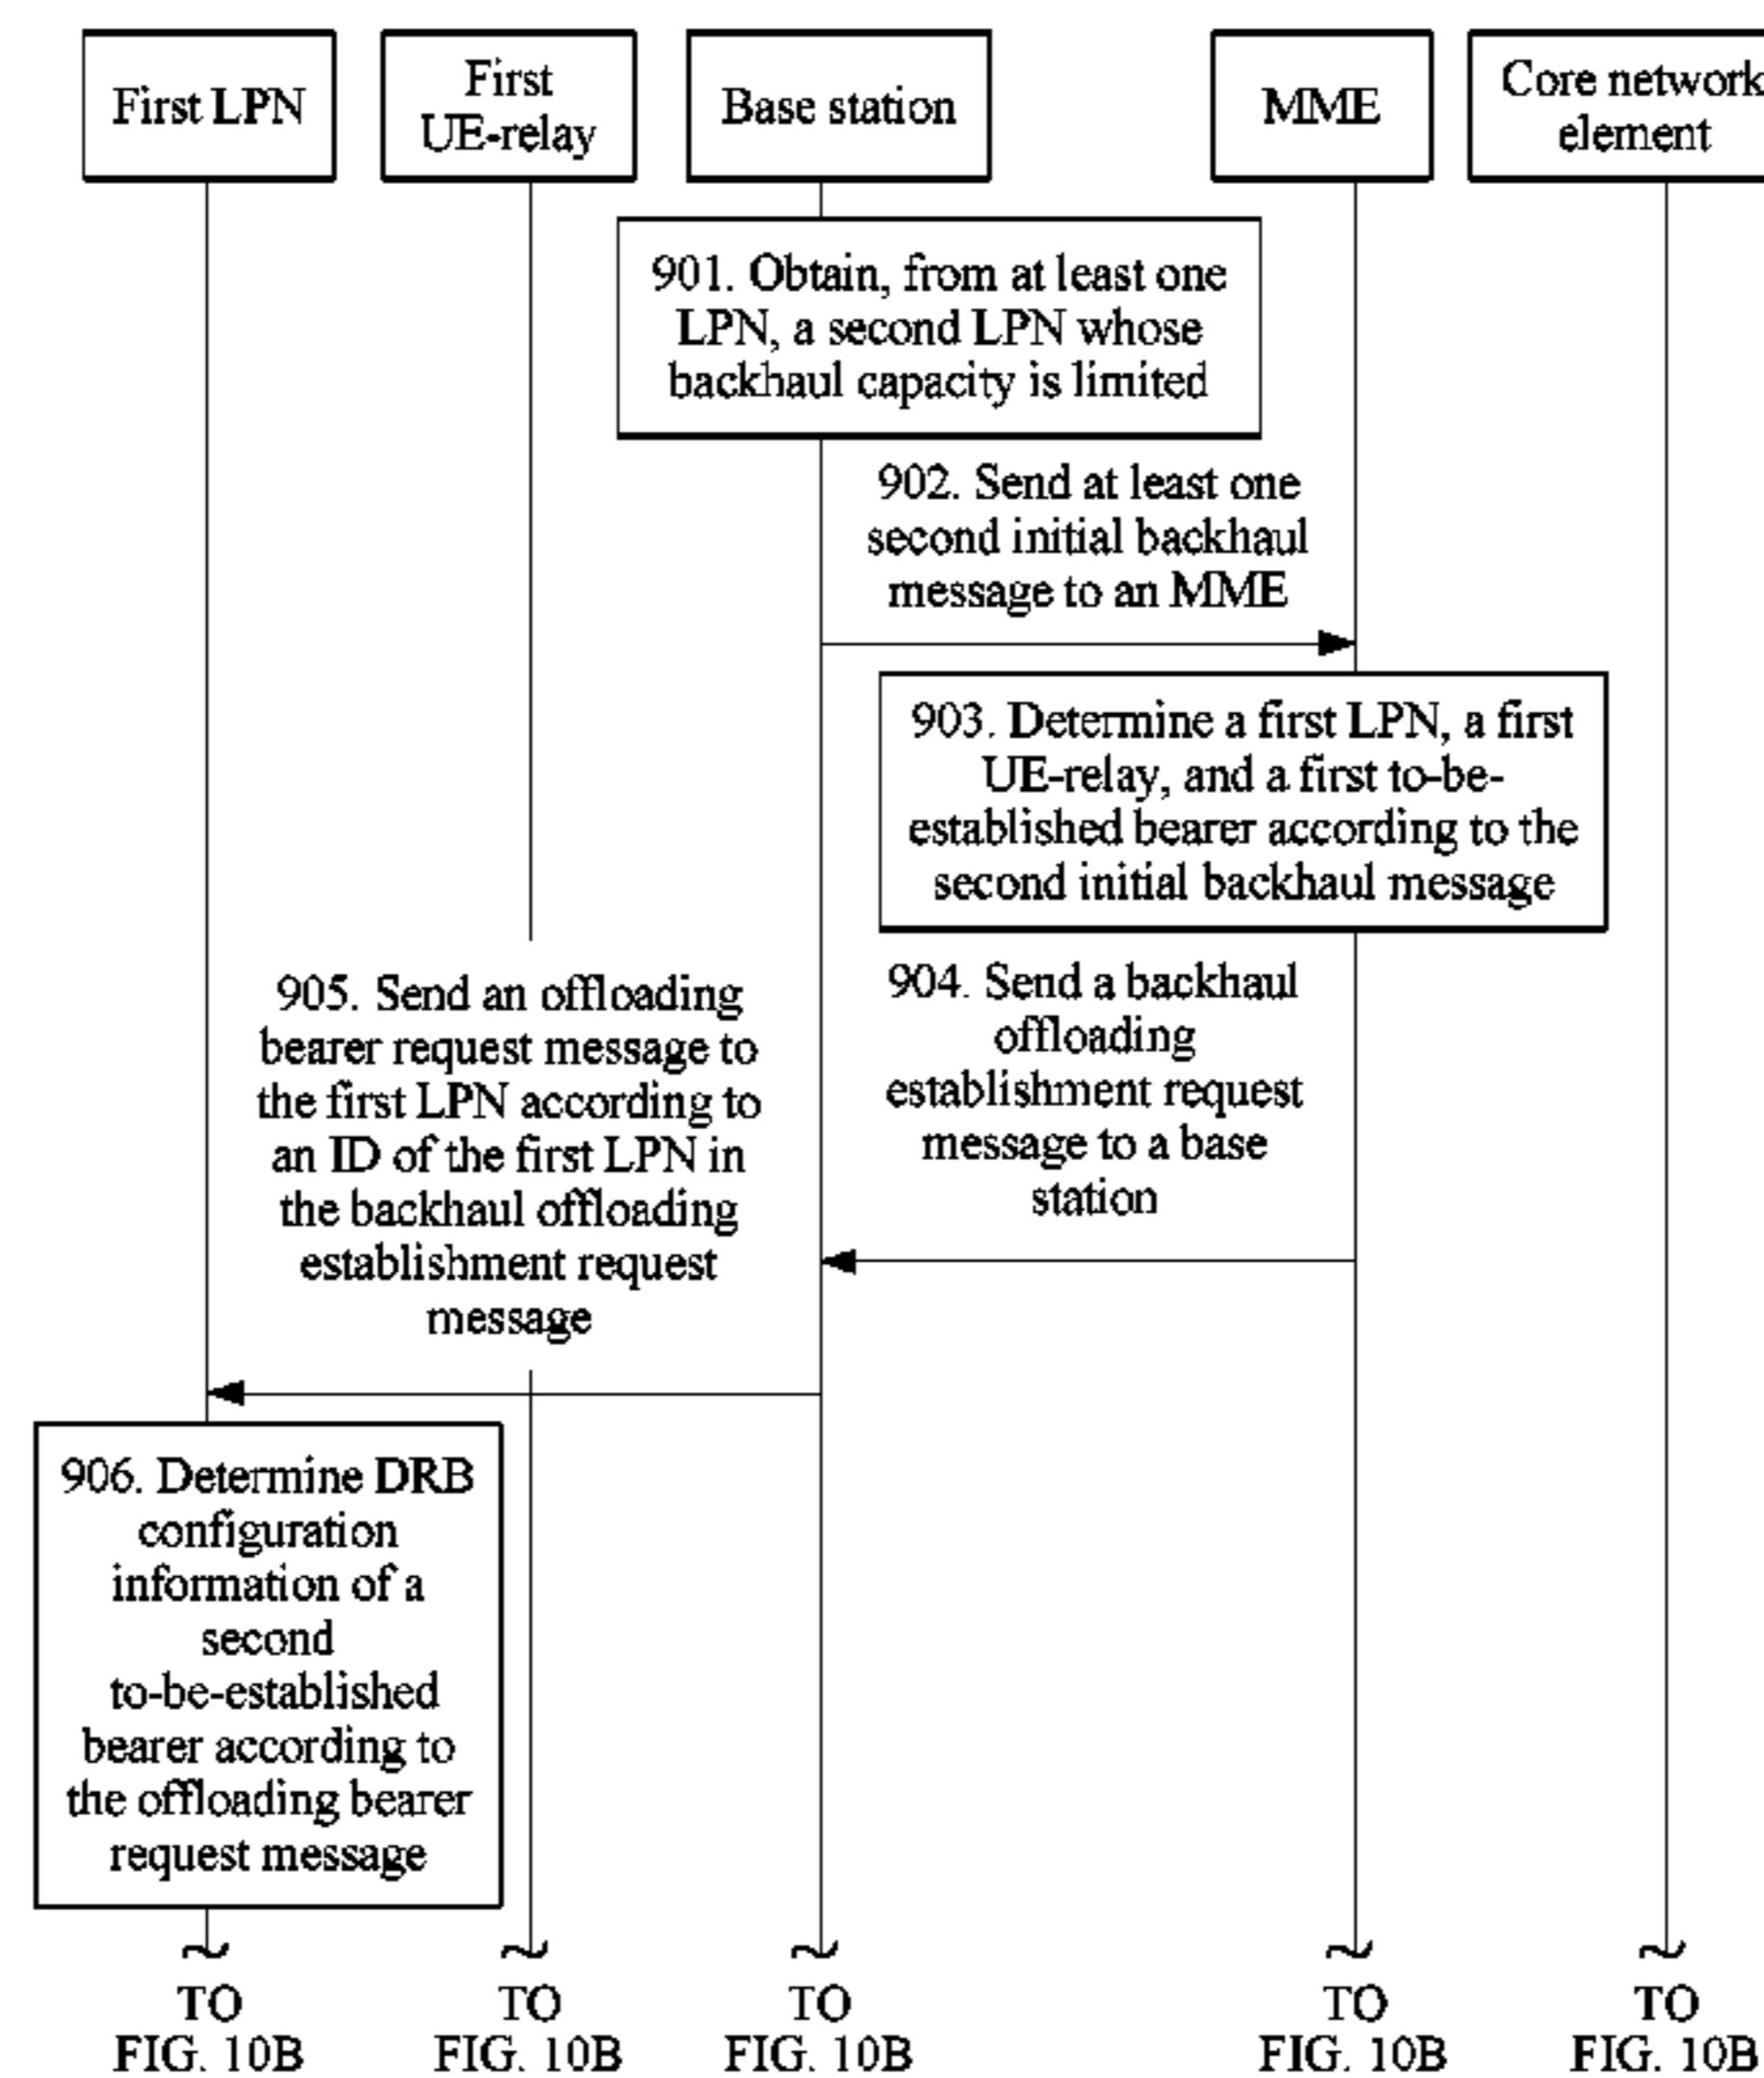 First LPN
First
UE-relay
Base station
MME
Core network
element
901. Obtain, from at least one
LPN, a second LPN whose
backhaul capacity is limited
902. Send at least one
second initial backhaul
message to an MME
903. Determine a first LPN, a first
UE-relay, and a first to-be-
established bearer according to the
second initial backhaul message
904. Send a backhaul
offloading
establishment request
message to a base
station
905. Send an offloading
bearer request message to
the first LPN according to
an ID of the first LPN in
the backhaul offloading
establishment request
message
906. Determine DRB
configuration
information of a
second
to-be-established
bearer according to
the offloading bearer
request message
TO
FIG. 10B
TO
FIG. 10B
TO
FIG. 10B
TO
FIG. 10B
TO
FIG. 10B